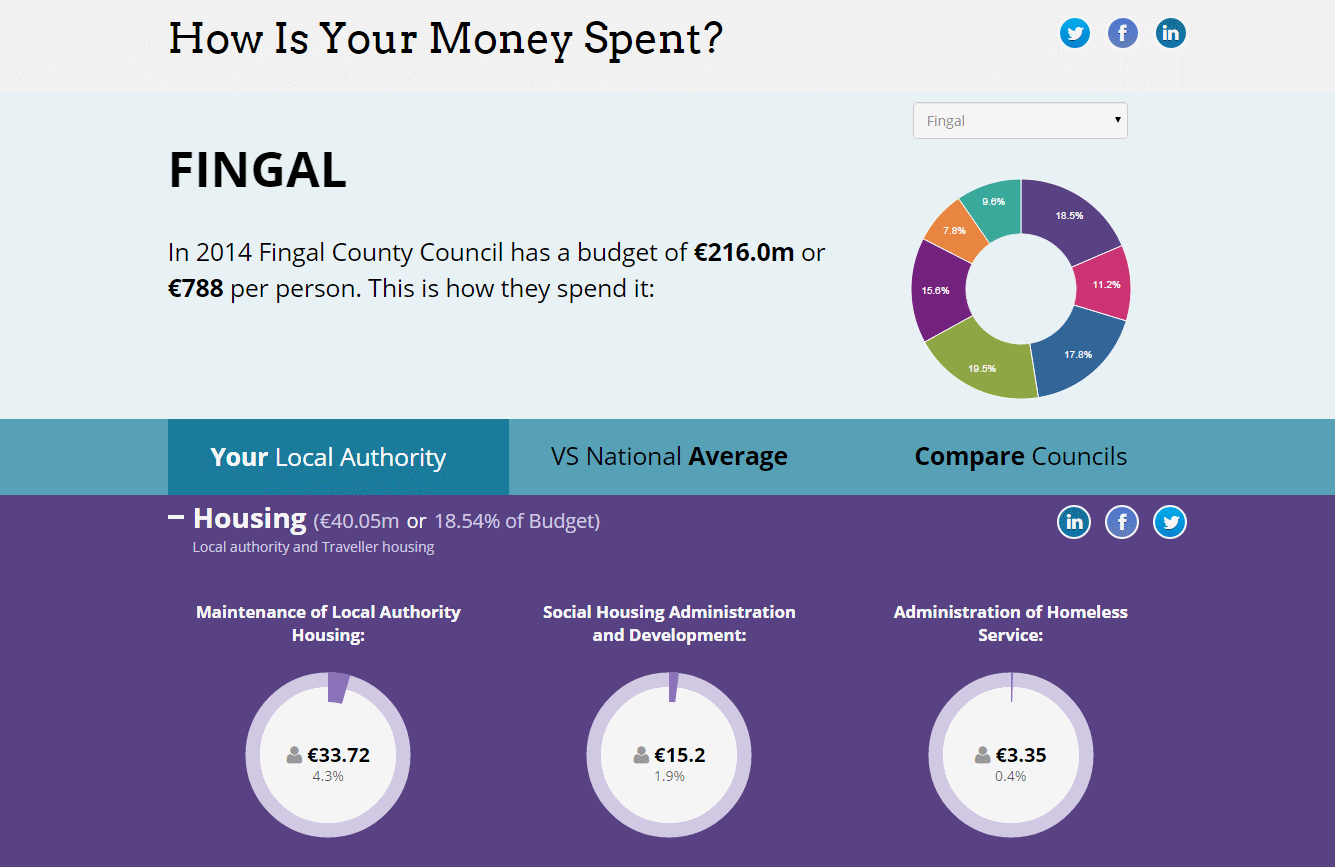 How Is Your Money Spent?
Fingal
FINGAL
In 2014 Fingal County Council has a budget of €216.0m or
€788 per person. This is how they spend it:
9.6%
18.5%
7.8%
11.2%
15.6%
17.8%
19.5%
Your Local Authority
VS National Average
Compare Councils
Housing (€40.05m or 18.54% of Budget)
Local authority and Traveller housing
Maintenance of Local Authority
Housing:
€33.72
4.3%
Social Housing Administration
and Development:
€15.2
1.9%
Administration of Homeless
Service:
€3.35
0.4%